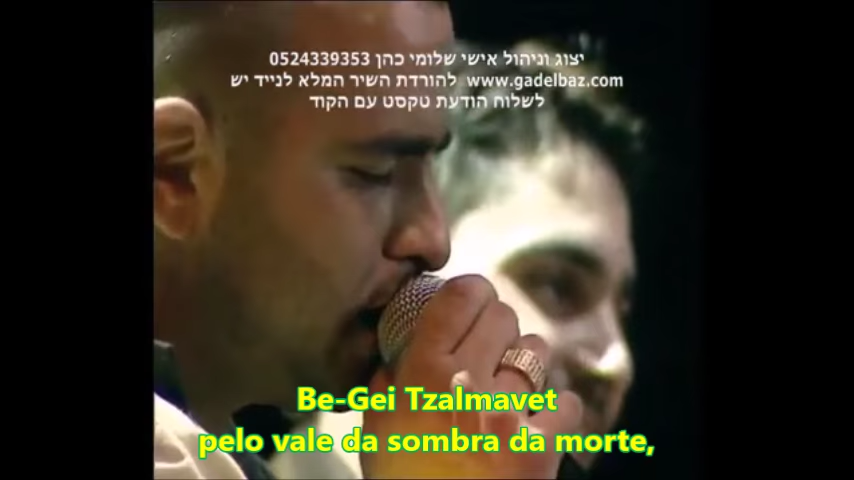 יצוג וניהול אישי שלומי כהן 0524339353
www.gadelbaz.com להורדת השיר המלא לנייד יש
לשלוח הודעת טקסט עם הקוד
Be-Gei Tzalmavet
pelo vale da sombra da morte,